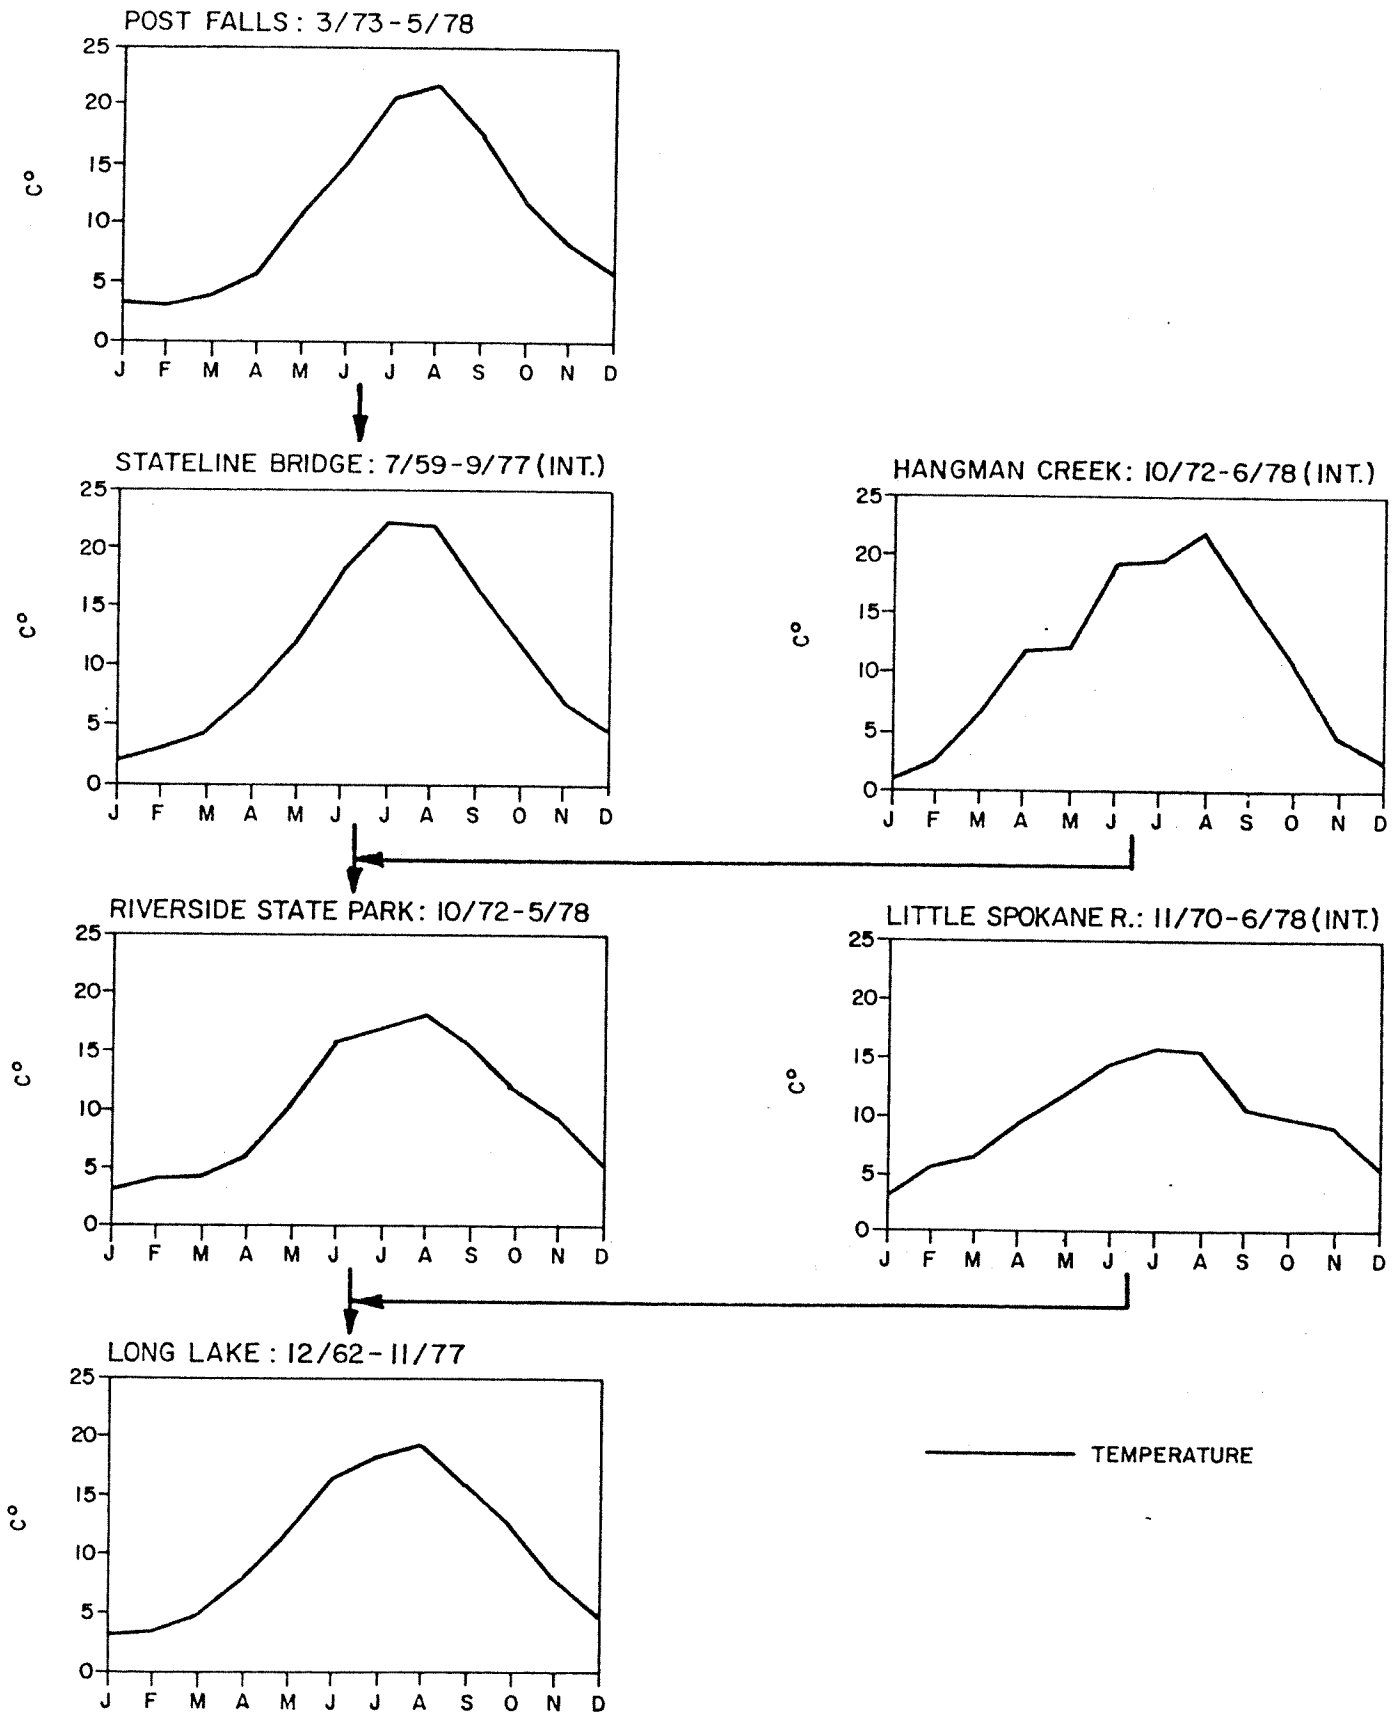 POST FALLS: 3/73-5/78
25
20
15
10
5
0
C°
J F M A M J J A S O N D
STATELINE BRIDGE: 7/59-9/77 (INT.)
25
20
15
10
5
0
C°
J F M A M J J A S O N D
HANGMAN CREEK: 10/72-6/78 (INT.)
25
20
15
10
5
0
C°
J F M A M J J A S O N D
RIVERSIDE STATE PARK: 10/72-5/78
25
20
15
10
5
0
C°
J F M A M J J A S O N D
LITTLE SPOKANE R.: 11/70-6/78 (INT.)
25
20
15
10
5
0
C°
J F M A M J J A S O N D
LONG LAKE: 12/62-11/77
25
20
15
10
5
0
C°
J F M A M J J A S O N D
TEMPERATURE